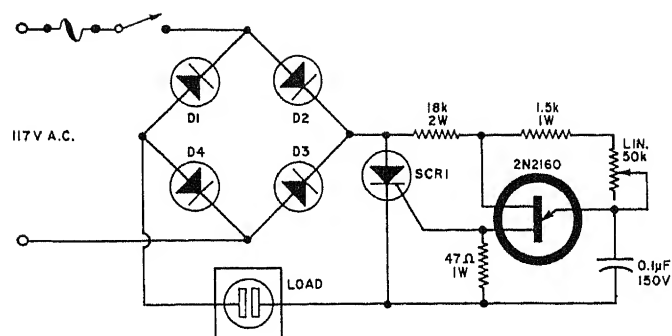 117V A.C.
D1
D2
D4
D3
18k
2W
1.5k
1W
LIN.
50k
SCR1
2N2160
47Ω
1W
0.1µF
150V
LOAD